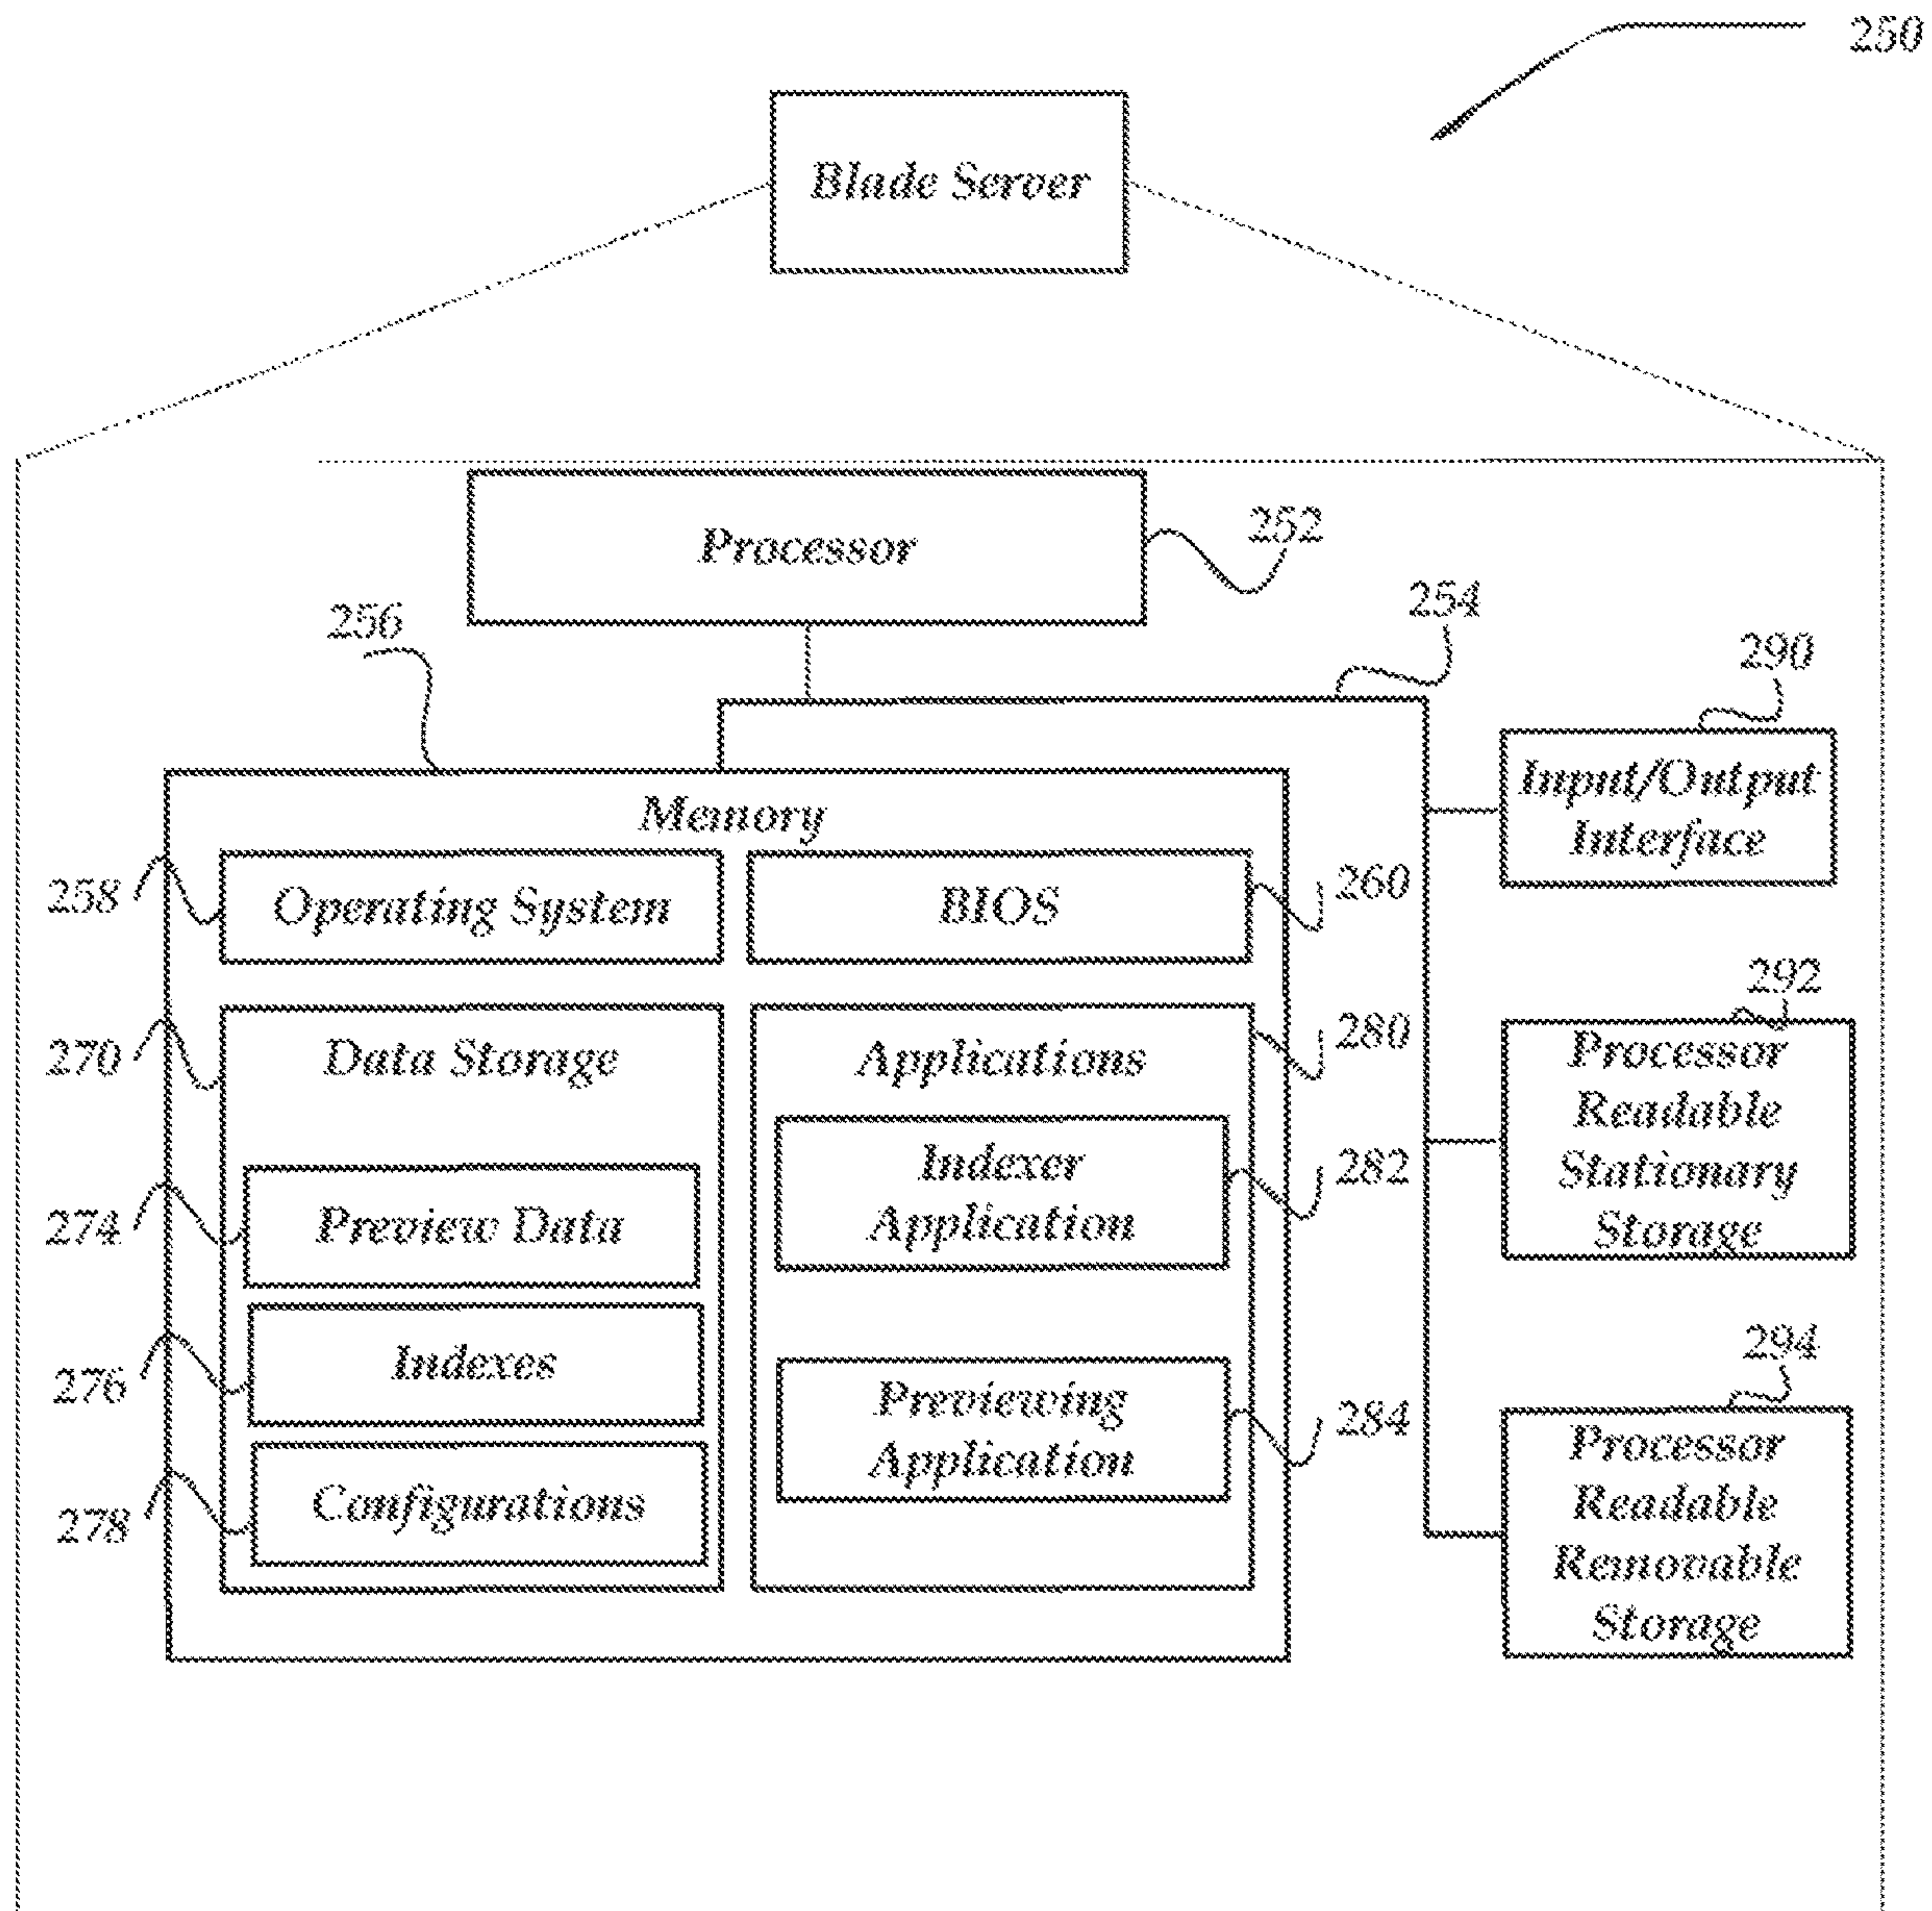 250
Blade Server
Processor
252
254
256
290
Input/Output
Interface
Memory
258
Operating System
BIOS
260
292
Processor
Readable
Stationary
Storage
270
Data Storage
Applications
280
Indexer
Application
282
274
Preview Data
276
Indexes
294
Previewing
Application
284
Processor
Readable
Removable
Storage
278
Configurations